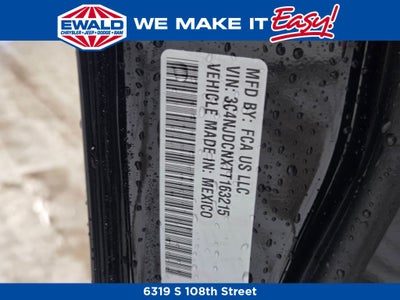 EWALD
CHRYSLER • JEEP • DODGE • RAM
WE MAKE IT Easy!
MFD BY: FCA US LLC
VIN: 3C4NJDCNXTT163215
VEHICLE MADE IN: MEXICO
6319 S 108th Street